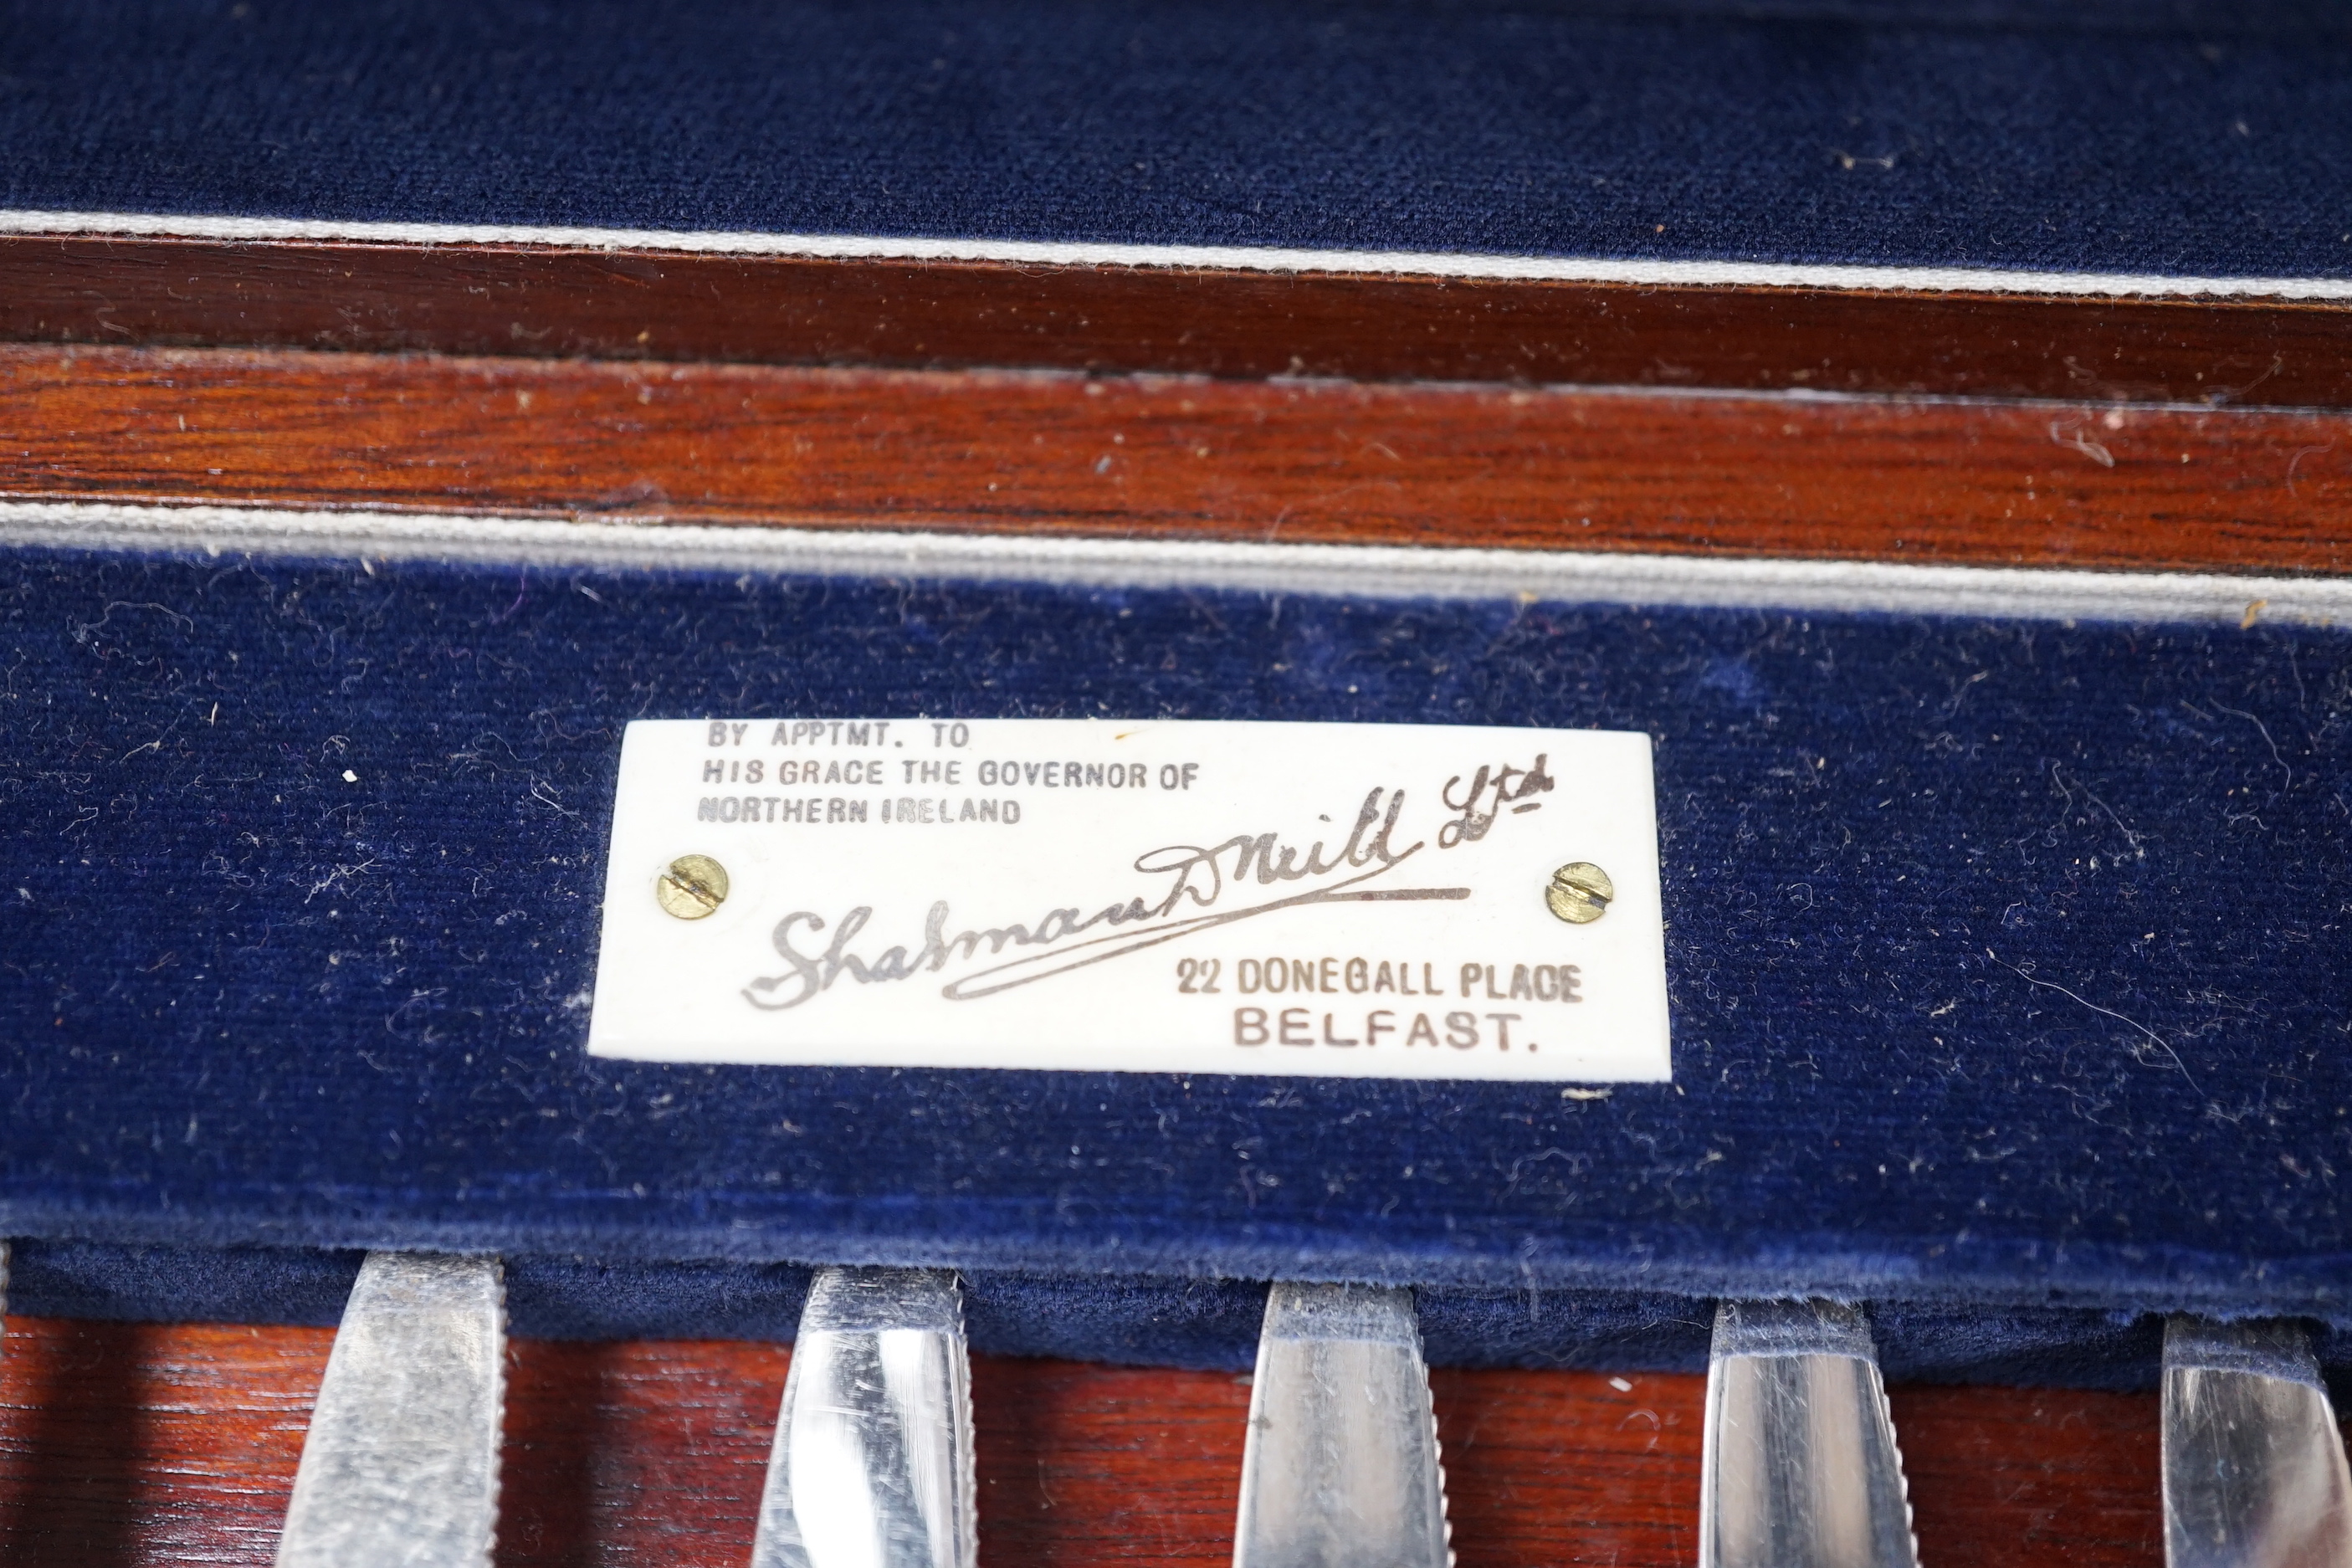 BY APPTMT. TO
HIS GRACE THE GOVERNOR OF
NORTHERN IRELAND
Sharman D Neill Ltd
22 DONEGALL PLACE
BELFAST.